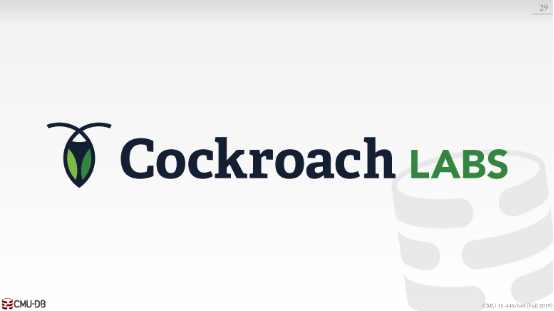 29
Cockroach LABS
CMU·DB
CMU 15-445/645 (Fall 2019)